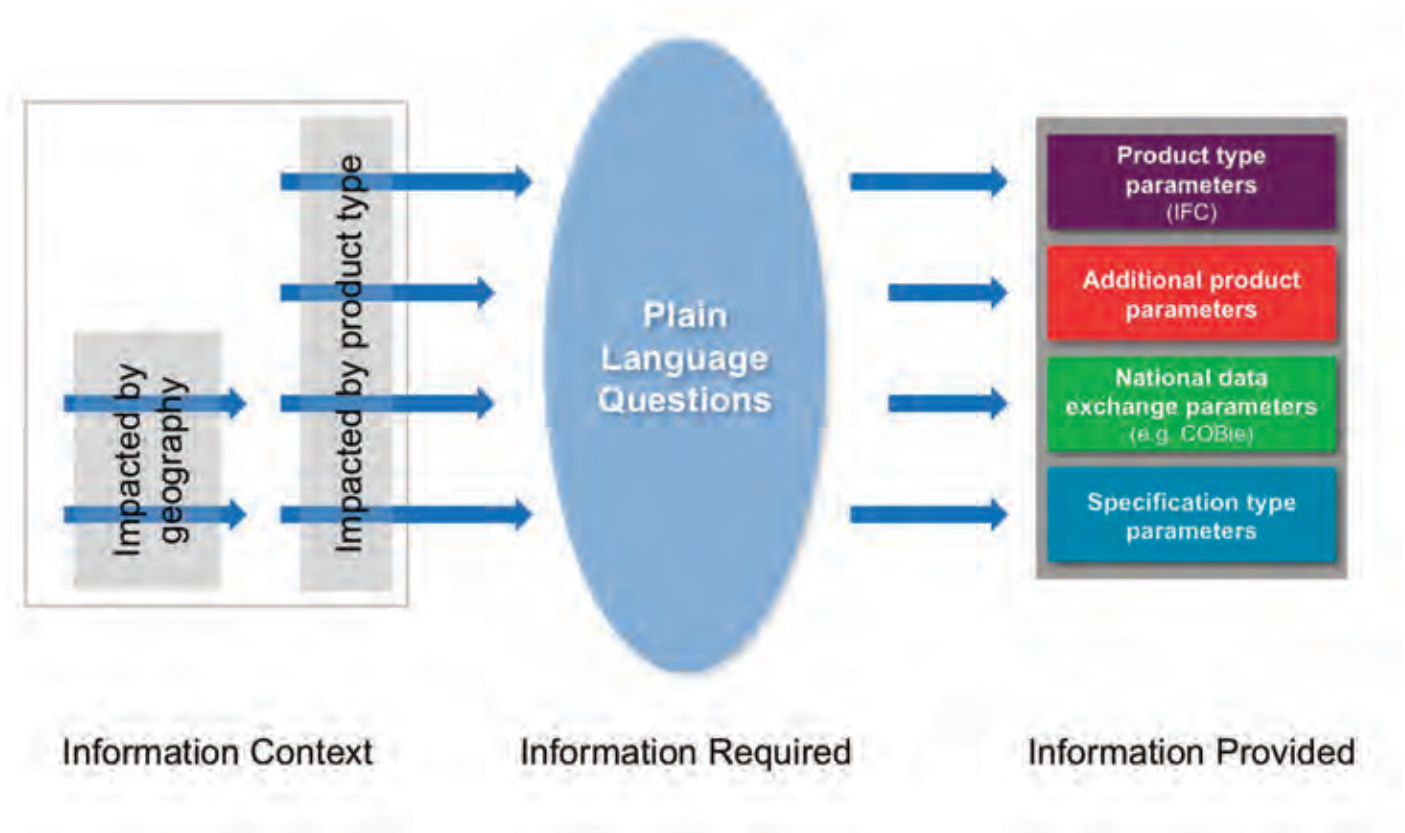 Impacted by
geography
Impacted by product type
Plain
Language
Questions
Product type
parameters
(IFC)
Additional product
parameters
National data
exchange parameters
(e.g. COBie)
Specification type
parameters
Information Context
Information Required
Information Provided